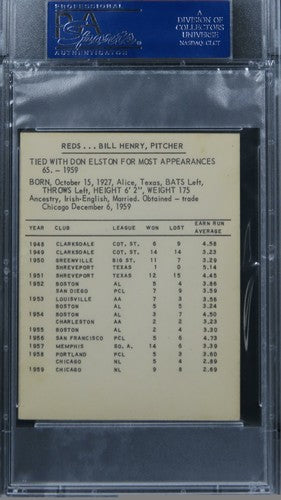 PROFESSIONAL
PSA
Sports
AUTHENTICATOR
A
DIVISION OF
COLLECTORS
UNIVERSE
NASDAQ: CLCT
REDS... BILL HENRY, PITCHER
TIED WITH DON ELSTON FOR MOST APPEARANCES
65. - 1959
BORN, October 15, 1927, Alice, Texas, BATS Left,
THROWS Left, HEIGHT 6' 2", WEIGHT 175
Ancestry, Irish-English, Married. Obtained - trade
Chicago December 6, 1959
YEAR CLUB LEAGUE WON LOST EARN RUN AVERAGE
1948 CLARKSDALE COT. ST. 6 9 4.58
1949 CLARKSDALE COT. ST. 14 14 3.23
1950 GREENVILLE BIG ST. 11 7 3.29
SHREVEPORT TEXAS 1 0 5.14
1951 SHREVEPORT TEXAS 12 15 4.45
1952 BOSTON AL 5 4 3.86
SAN DIEGO PCL 7 9 3.59
1953 LOUISVILLE AA 7 3 3.58
BOSTON AL 5 5 3.24
1954 BOSTON AL 3 7 4.50
CHARLESTON AA 2 2 3.23
1955 BOSTON AL 2 4 3.39
1956 SAN FRANCISCO PCL 5 6 4.73
1957 MEMPHIS SO. A. 14 6 3.39
1958 PORTLAND PCL 5 3 3.60
CHICAGO NL 5 4 2.89
1959 CHICAGO NL 9 8 2.69